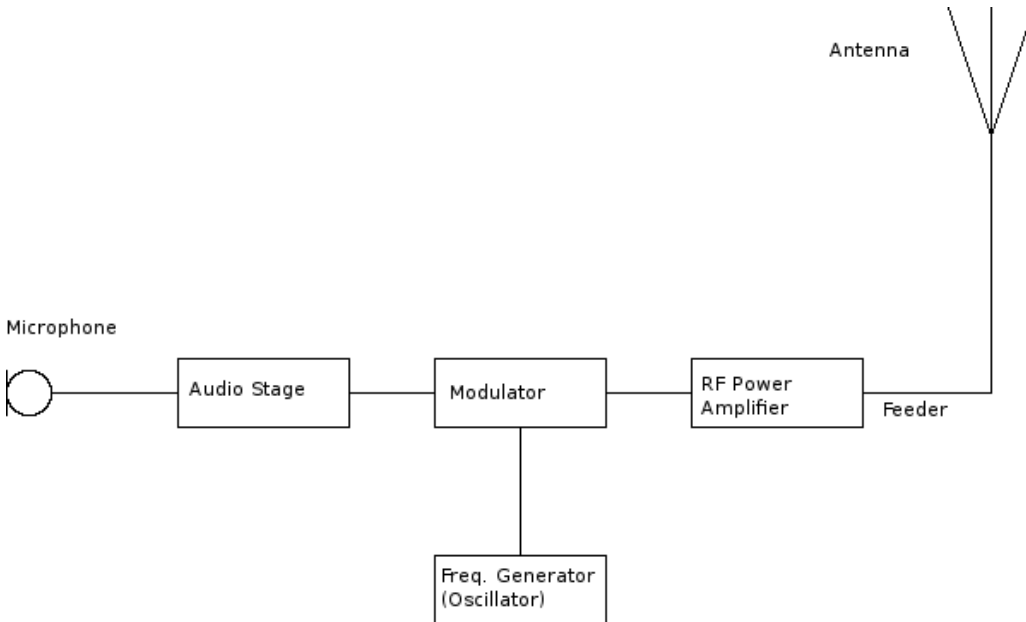 Antenna
Microphone
Audio Stage
Modulator
RF Power
Amplifier
Feeder
Freq. Generator
(Oscillator)